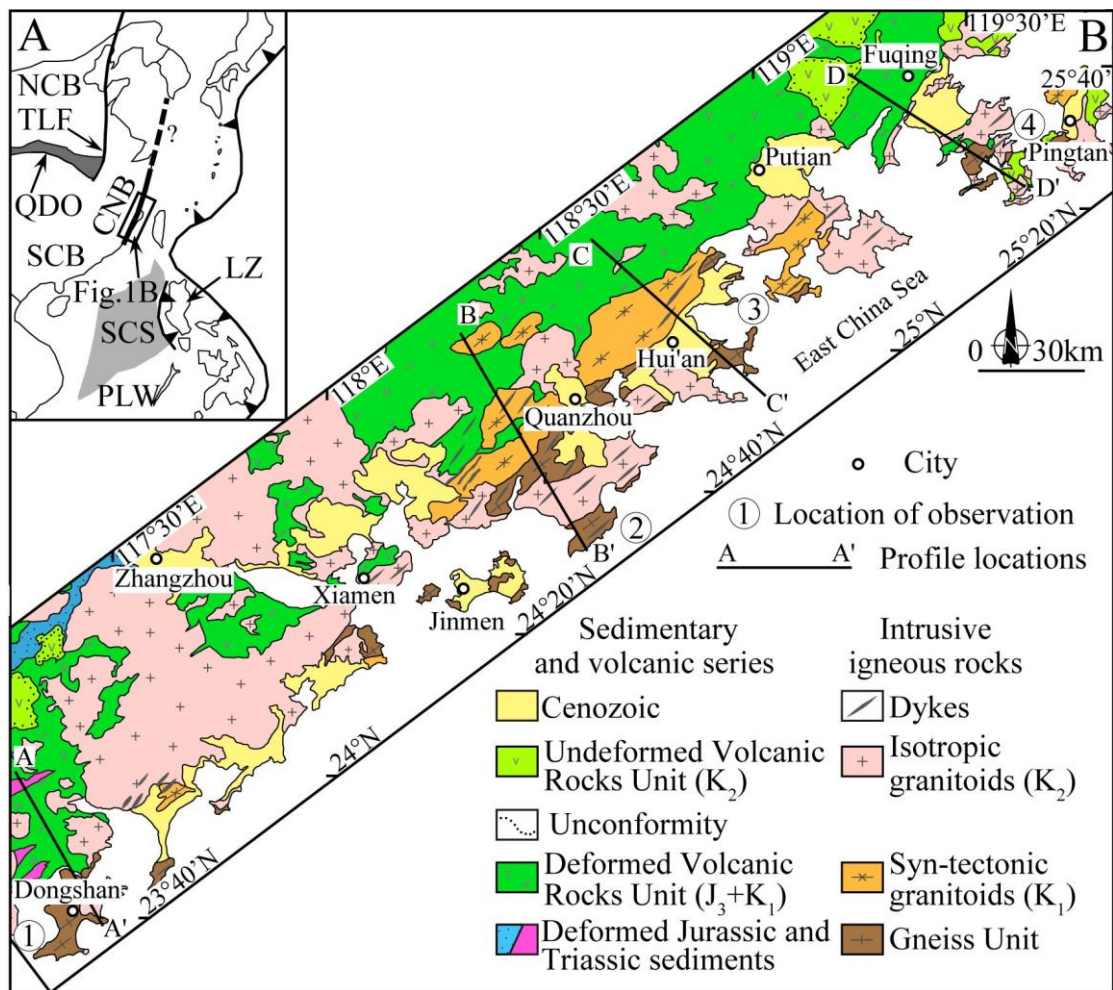 A
NCB
TLF
QDO
CNB
?
SCB
LZ
Fig.1B
SCS
PLW
B
119°30'E
119°E
Fuqing
D
25°40'
④
Pingtan
D'
Putian
118°30'E
25°20'N
C
③
East China Sea
25°N
N
0 30km
B
Hui'an
118°E
C'
Quanzhou
24°40'N
City
② 
B'
① Location of observation
A A' Profile locations
117°30'E
Zhangzhou
Xiamen
Jinmen
24°20'N
Sedimentary
and volcanic series
Intrusive
igneous rocks
Cenozoic
Dykes
A
24°N
Undeformed Volcanic
Rocks Unit (K₂)
Isotropic
granitoids (K₂)
Unconformity
Deformed Volcanic
Rocks Unit (J₃+K₁)
Syn-tectonic
granitoids (K₁)
Dongshan
23°40'N
①
A'
Deformed Jurassic and
Triassic sediments
Gneiss Unit